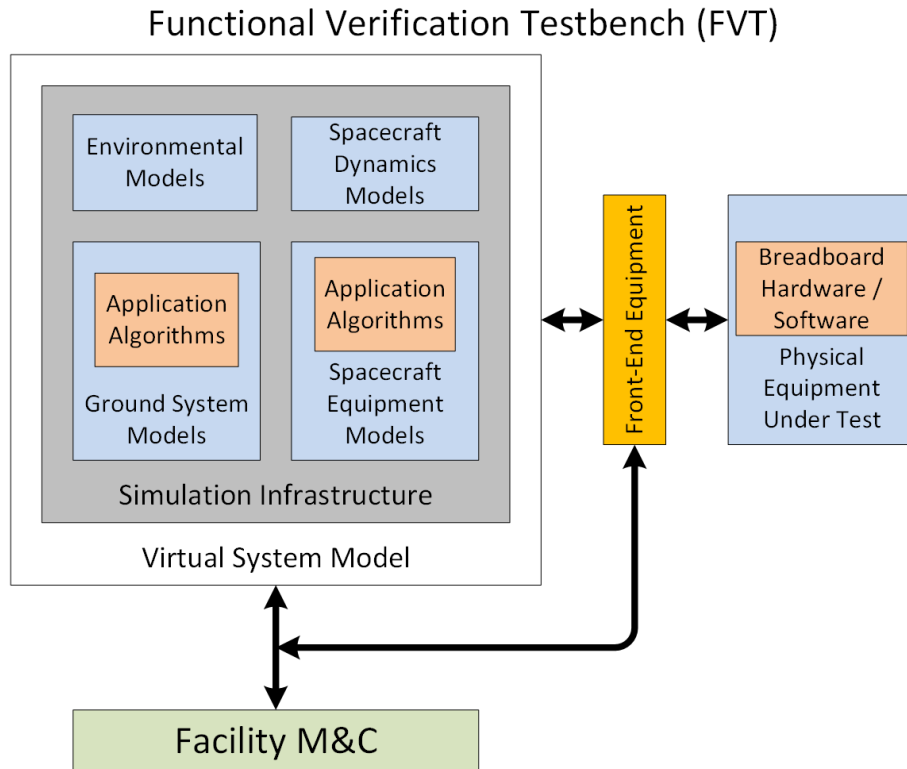 Functional Verification Testbench (FVT)
Environmental
Models
Spacecraft
Dynamics
Models
Application
Algorithms
Ground System
Models
Application
Algorithms
Spacecraft
Equipment
Models
Simulation Infrastructure
Virtual System Model
Front-End Equipment
Breadboard
Hardware /
Software
Physical
Equipment
Under Test
Facility M&C